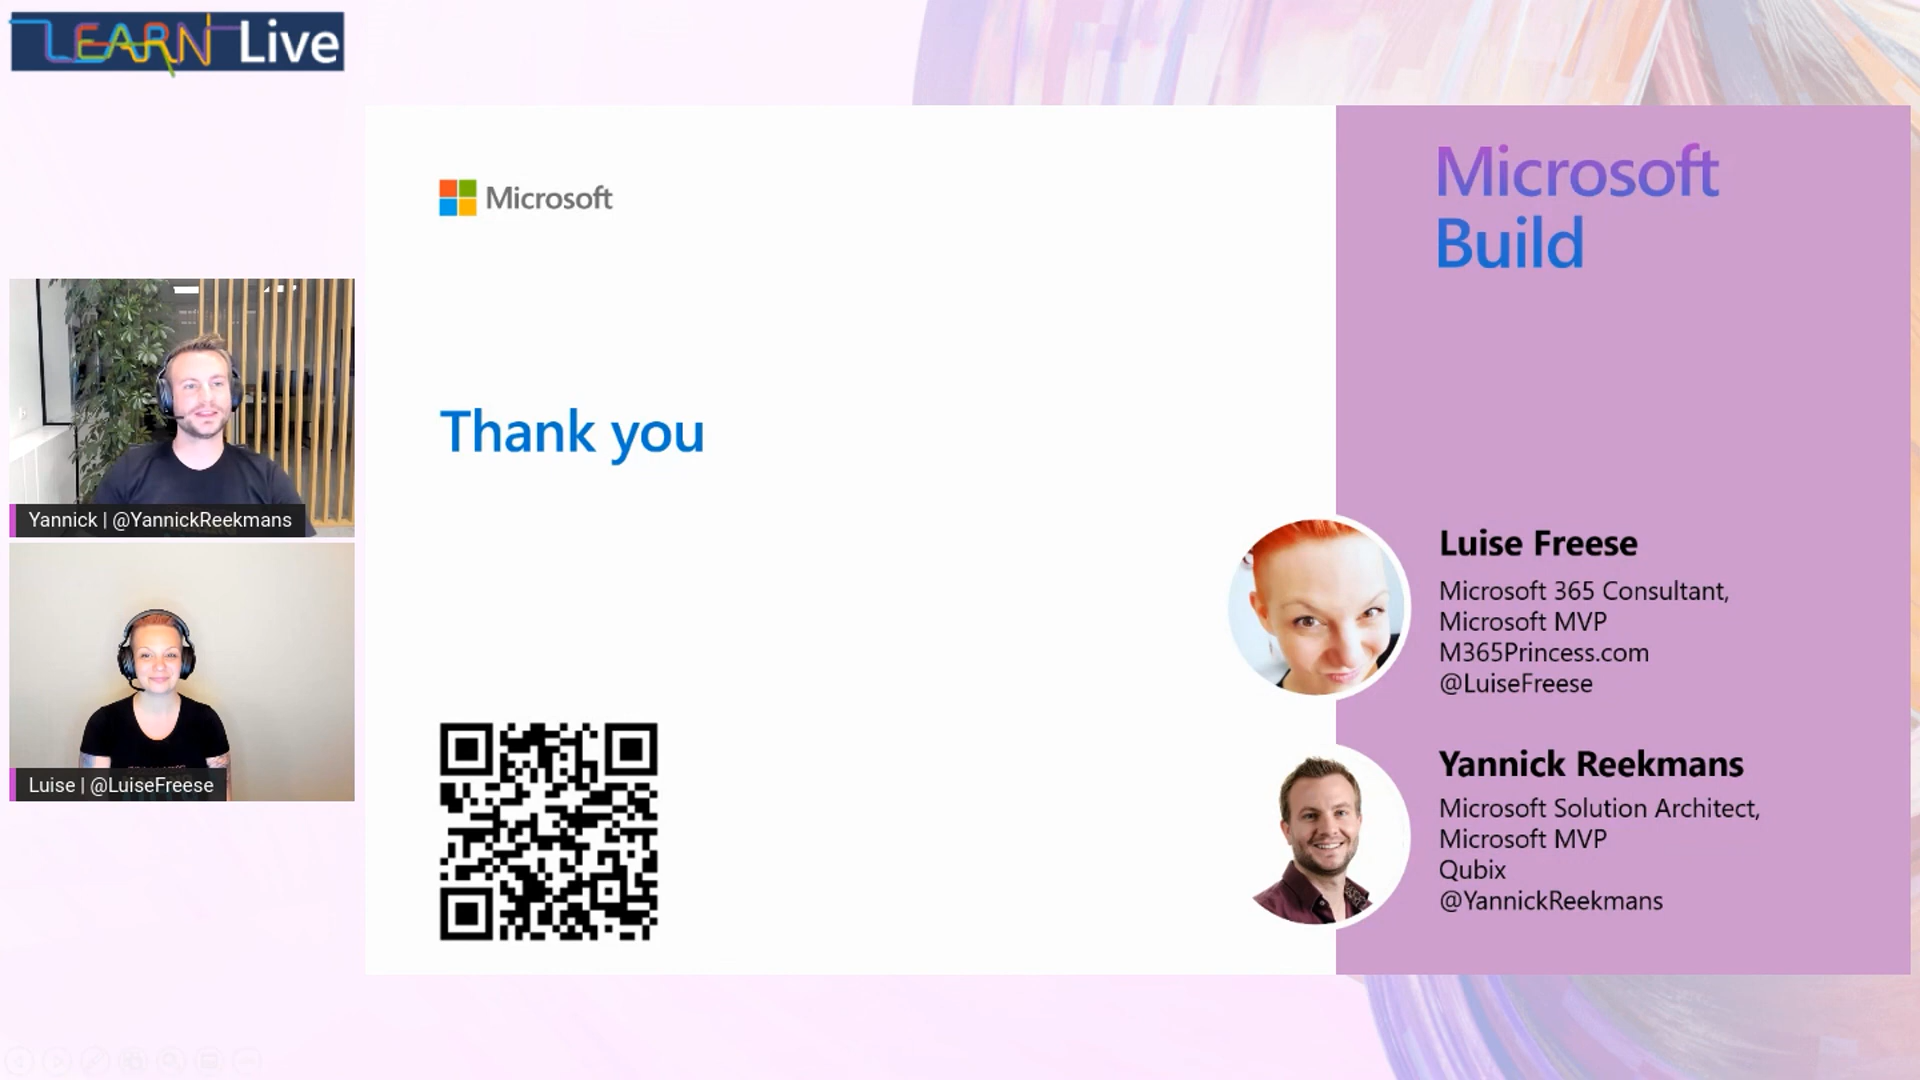 LEARN Live
Microsoft
Microsoft
Build
Thank you
Yannick | @YannickReekmans
Luise | @LuiseFreese
Luise Freese
Microsoft 365 Consultant,
Microsoft MVP
M365Princess.com
@LuiseFreese
Yannick Reekmans
Microsoft Solution Architect,
Microsoft MVP
Qubix
@YannickReekmans